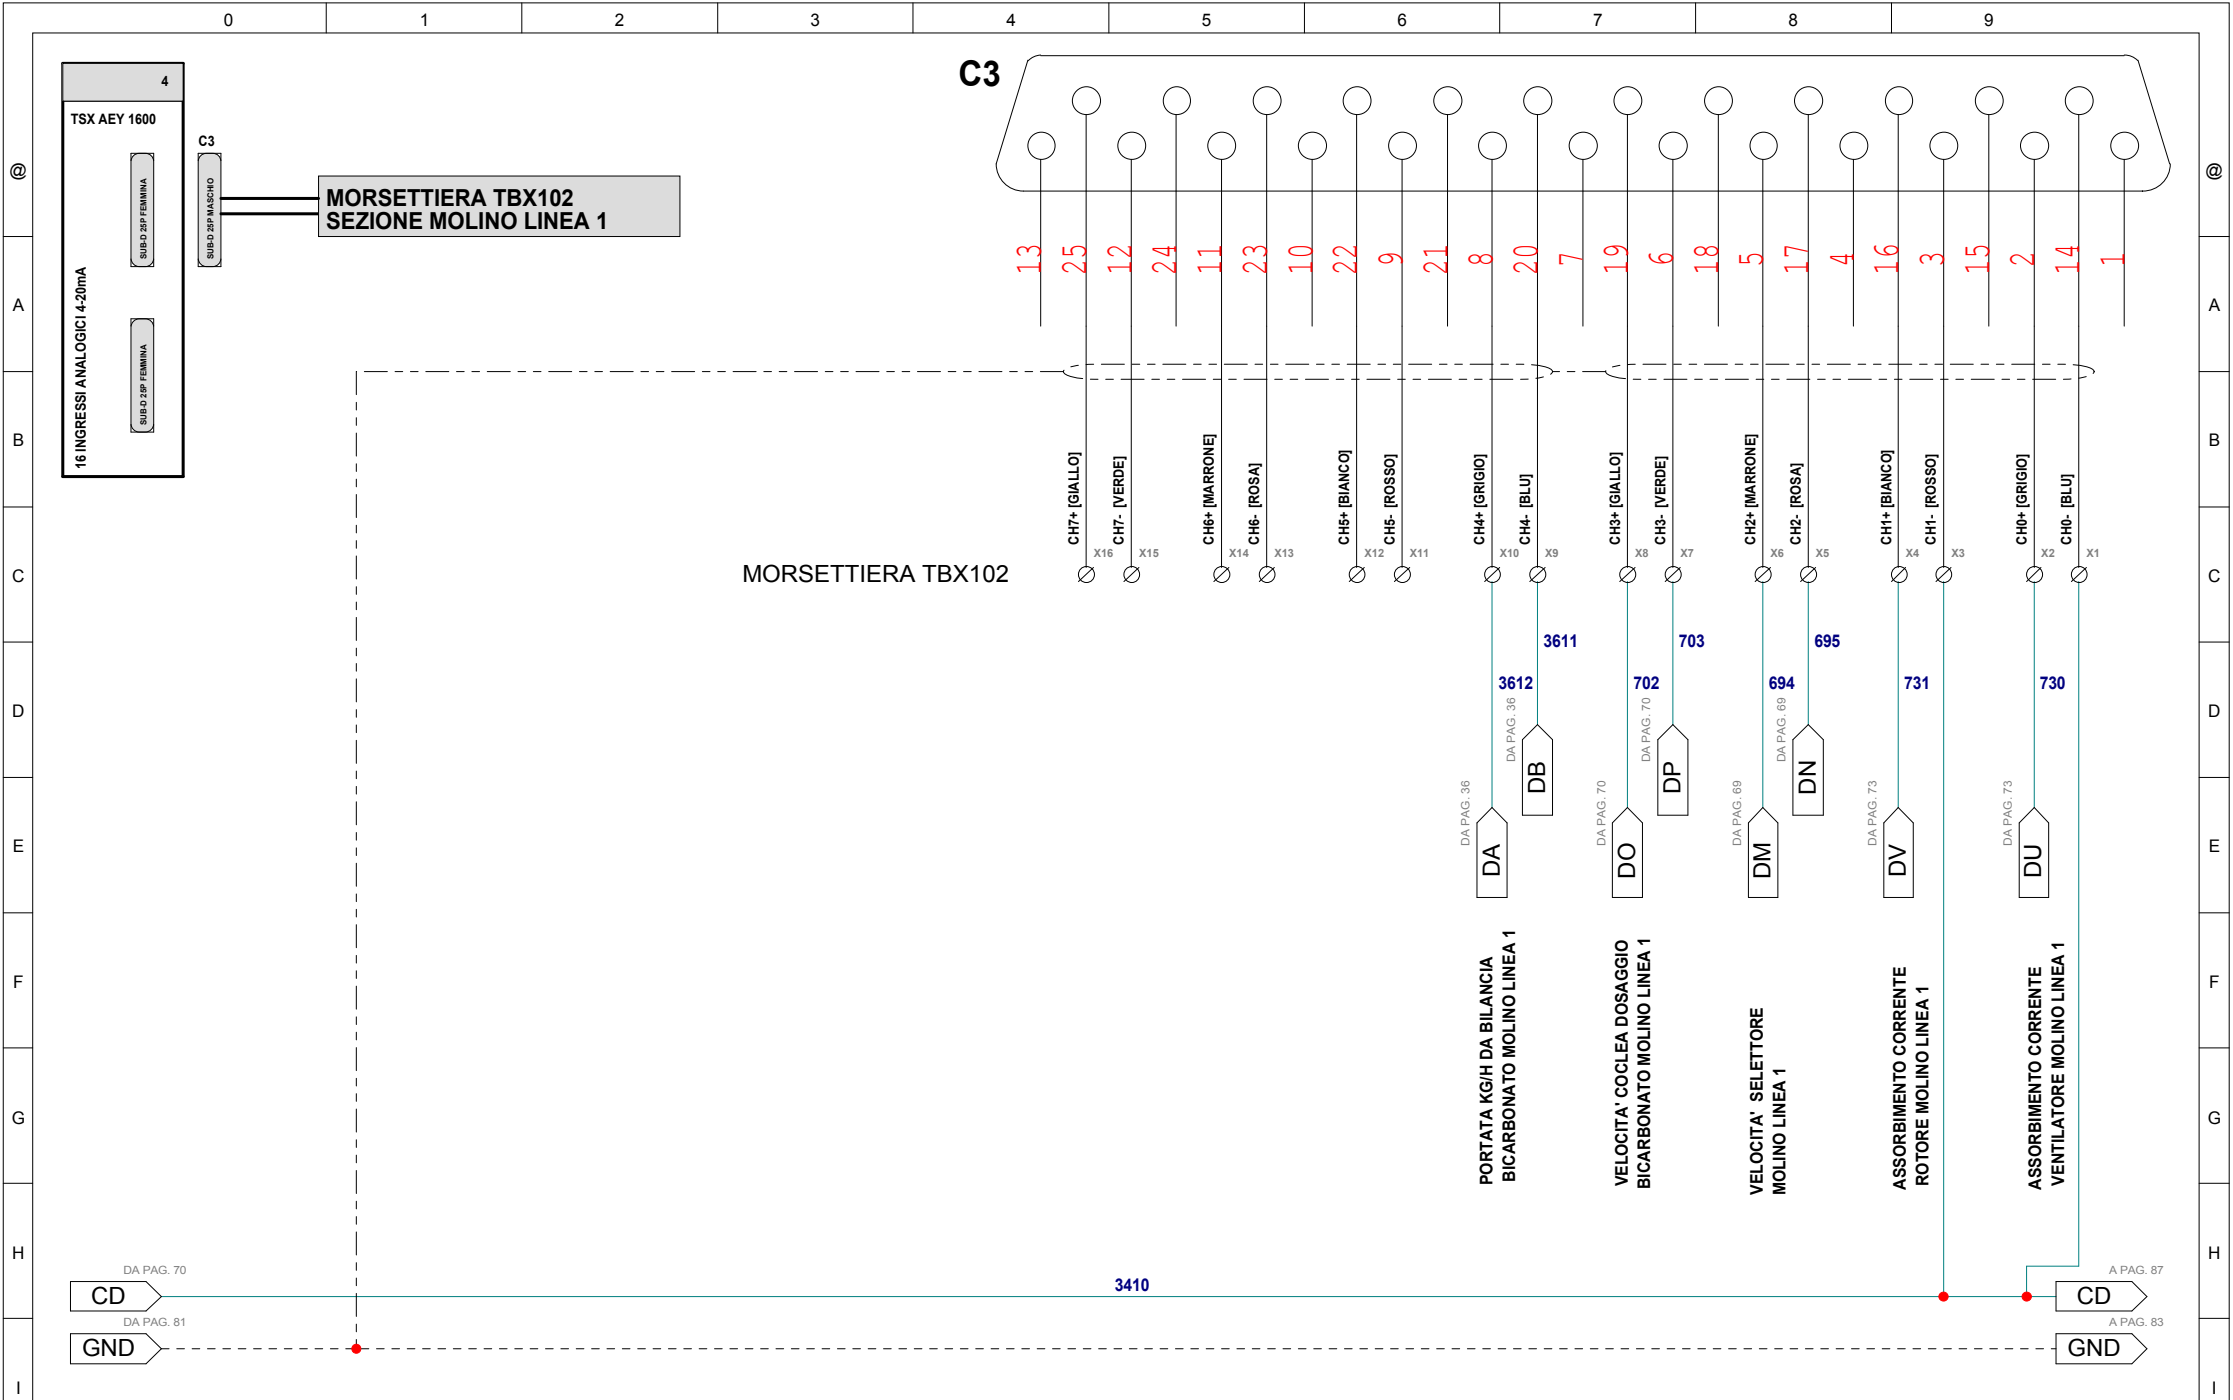 0 1 2 3 4 5 6 7 8 9
@ @
A A
B B
C C
D D
E E
F F
G G
H H
I I
4
TSX AEY 1600
16 INGRESSI ANALOGICI 4-20mA
SUB-D 25P FEMMINA
SUB-D 25P FEMMINA
C3
SUB-D 25P MASCHIO
MORSETTIERA TBX102
SEZIONE MOLINO LINEA 1
C3
13 25 12 24 11 23 10 22 9 21 8 20 7 19 6 18 5 17 4 16 3 15 2 14 1
CH7+ [GIALLO]
CH7- [VERDE]
CH6+ [MARRONE]
CH6- [ROSA]
CH5+ [BIANCO]
CH5- [ROSSO]
CH4+ [GRIGIO]
CH4- [BLU]
CH3+ [GIALLO]
CH3- [VERDE]
CH2+ [MARRONE]
CH2- [ROSA]
CH1+ [BIANCO]
CH1- [ROSSO]
CH0+ [GRIGIO]
CH0- [BLU]
X16 X15 X14 X13 X12 X11 X10 X9 X8 X7 X6 X5 X4 X3 X2 X1
MORSETTIERA TBX102
3611 703 695
3612 702 694 731 730
DA PAG. 36
DB
DA PAG. 70
DP
DA PAG. 69
DN
DA PAG. 36
DA
DA PAG. 70
DO
DA PAG. 69
DM
DA PAG. 73
DV
DA PAG. 73
DU
PORTATA KG/H DA BILANCIA
BICARBONATO MOLINO LINEA 1
VELOCITA' COCLEA DOSAGGIO
BICARBONATO MOLINO LINEA 1
VELOCITA' SELETTORE
MOLINO LINEA 1
ASSORBIMENTO CORRENTE
ROTORE MOLINO LINEA 1
ASSORBIMENTO CORRENTE
VENTILATORE MOLINO LINEA 1
DA PAG. 70
CD
3410
A PAG. 87
CD
DA PAG. 81
GND
A PAG. 83
GND